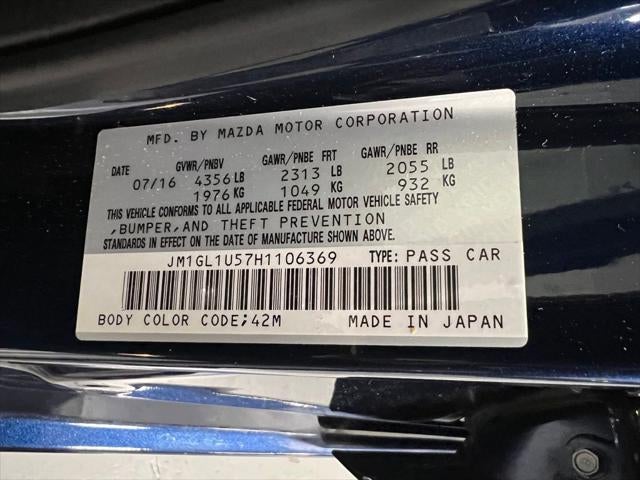 MFD. BY MAZDA MOTOR CORPORATION
DATE GVWR/PNBV GAWR/PNBE FRT GAWR/PNBE RR
07/16 4356 LB 2313 LB 2055 LB
1976 KG 1049 KG 932 KG
THIS VEHICLE CONFORMS TO ALL APPLICABLE FEDERAL MOTOR VEHICLE SAFETY
,BUMPER,AND THEFT PREVENTION
STANDARDS IN EFFECT ON THE DATE OF MANUFACTURE SHOWN ABOVE.
JM1GL1U57H1106369 TYPE: PASS CAR
BODY COLOR CODE;42M MADE IN JAPAN